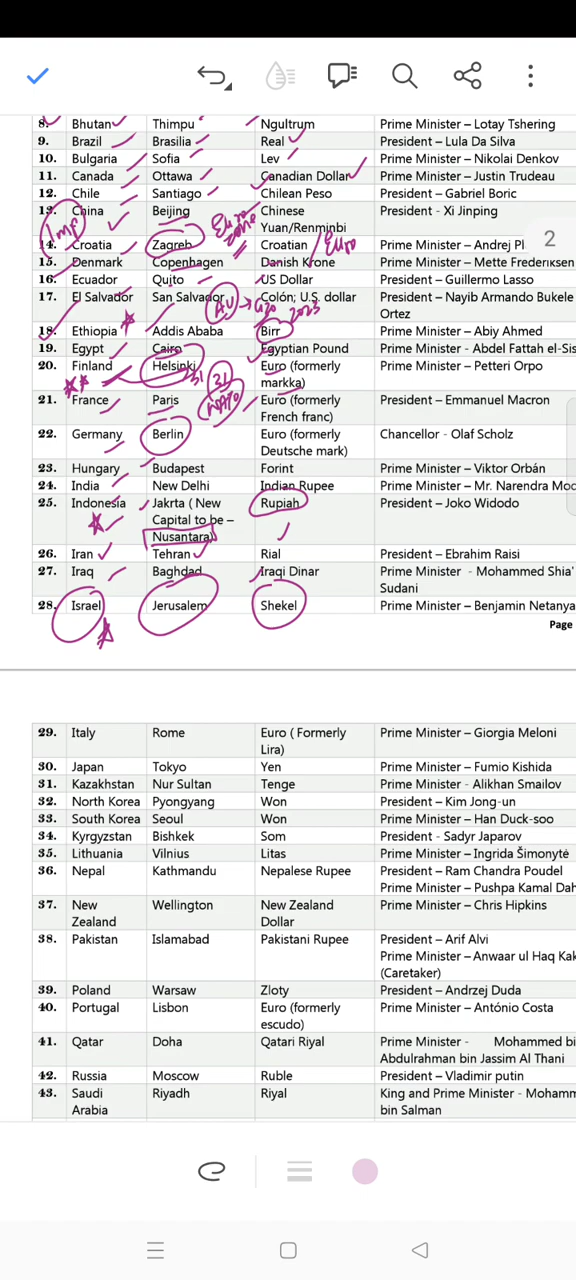 8. Bhutan Thimpu Ngultrum Prime Minister – Lotay Tshering
9. Brazil Brasilia Real President – Lula Da Silva
10. Bulgaria Sofia Lev Prime Minister – Nikolai Denkov
11. Canada Ottawa Canadian Dollar Prime Minister – Justin Trudeau
12. Chile Santiago Chilean Peso President – Gabriel Boric
13. China Beijing Chinese President - Xi Jinping
Euro zone
Yuan/Renminbi
Imp
14. Croatia Zagreb Croatian Euro Prime Minister – Andrej Pl
2
15. Denmark Copenhagen Danish Krone Prime Minister – Mette Frederiksen
16. Ecuador Quito US Dollar President – Guillermo Lasso
17. El Salvador San Salvador Colón; U.S. dollar President – Nayib Armando Bukele
AU → G20 2023
Ortez
18. Ethiopia Addis Ababa Birr Prime Minister – Abiy Ahmed
19. Egypt Cairo Egyptian Pound Prime Minister - Abdel Fattah el-Sis
20. Finland Helsinki Euro (formerly Prime Minister – Petteri Orpo
31 31
markka)
21. France Paris Euro (formerly President – Emmanuel Macron
NATO
French franc)
22. Germany Berlin Euro (formerly Chancellor - Olaf Scholz
Deutsche mark)
23. Hungary Budapest Forint Prime Minister – Viktor Orbán
24. India New Delhi Indian Rupee Prime Minister – Mr. Narendra Mod
25. Indonesia Jakrta ( New Rupiah President – Joko Widodo
Capital to be –
Nusantara)
26. Iran Tehran Rial President – Ebrahim Raisi
27. Iraq Baghdad Iraqi Dinar Prime Minister - Mohammed Shia'
Sudani
28. Israel Jerusalem Shekel Prime Minister – Benjamin Netanya
Page
29. Italy Rome Euro ( Formerly Prime Minister – Giorgia Meloni
Lira)
30. Japan Tokyo Yen Prime Minister – Fumio Kishida
31. Kazakhstan Nur Sultan Tenge Prime Minister - Alikhan Smailov
32. North Korea Pyongyang Won President – Kim Jong-un
33. South Korea Seoul Won Prime Minister – Han Duck-soo
34. Kyrgyzstan Bishkek Som President - Sadyr Japarov
35. Lithuania Vilnius Litas Prime Minister – Ingrida Šimonytė
36. Nepal Kathmandu Nepalese Rupee President – Ram Chandra Poudel
Prime Minister – Pushpa Kamal Dah
37. New Wellington New Zealand Prime Minister – Chris Hipkins
Zealand Dollar
38. Pakistan Islamabad Pakistani Rupee President – Arif Alvi
Prime Minister – Anwaar ul Haq Kak
(Caretaker)
39. Poland Warsaw Zloty President – Andrzej Duda
40. Portugal Lisbon Euro (formerly Prime Minister – António Costa
escudo)
41. Qatar Doha Qatari Riyal Prime Minister - Mohammed bi
Abdulrahman bin Jassim Al Thani
42. Russia Moscow Ruble President – Vladimir putin
43. Saudi Riyadh Riyal King and Prime Minister - Mohamm
Arabia bin Salman